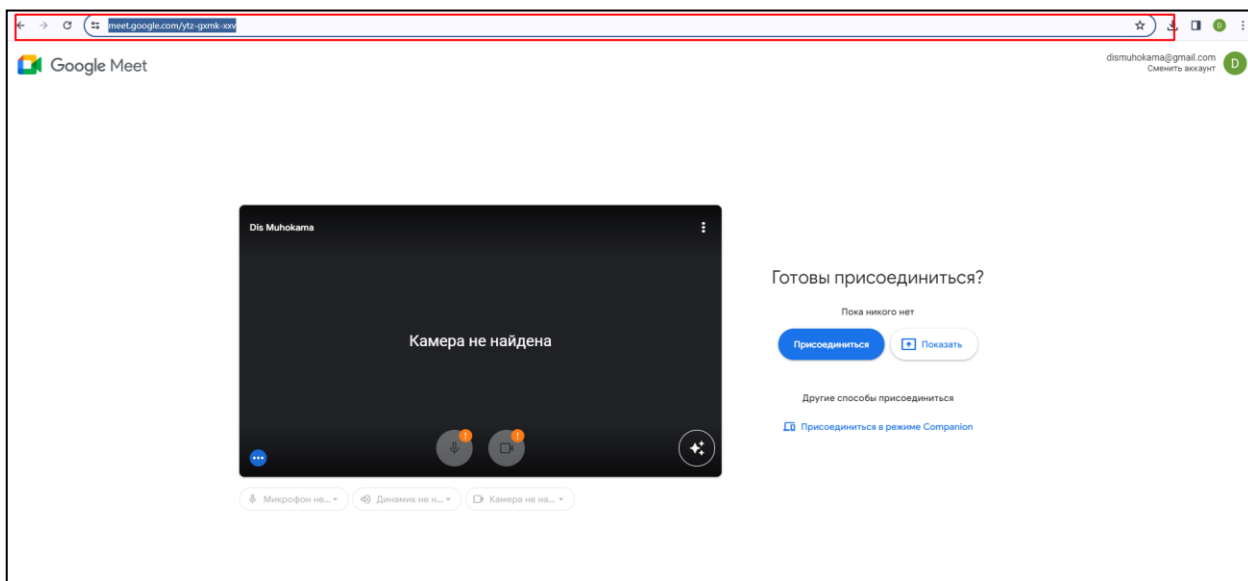 meet.google.com/ytz-gxmk-xxv
D
Google Meet
dismuhokama@gmail.com
Сменить аккаунт
D
Dis Muhokama
Камера не найдена
Готовы присоединиться?
Пока никого нет
Присоединиться
Показать
Другие способы присоединиться
Присоединиться в режиме Companion
Микрофон не...
Динамик не н...
Камера не на...